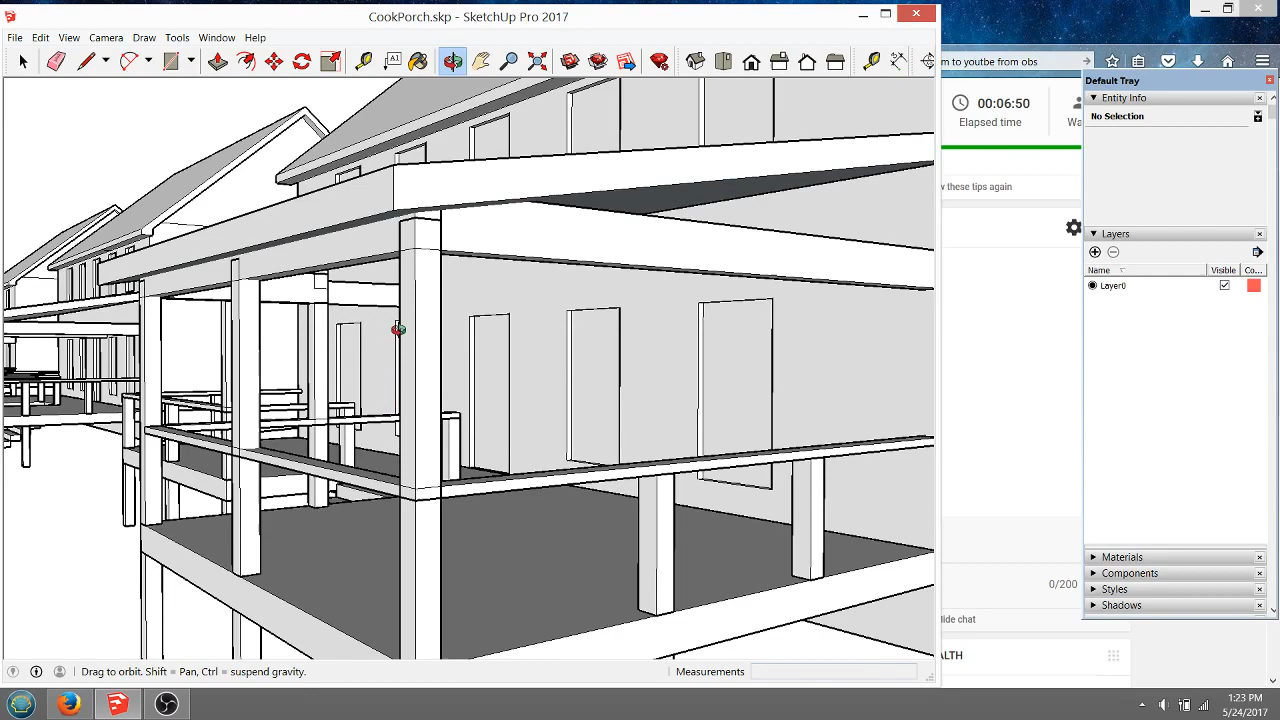 CookPorch.skp - SketchUp Pro 2017
File Edit View Camera Draw Tools Window Help
A1
m to youtbe from obs
Default Tray
Entity Info
No Selection
00:06:50
Elapsed time
Wa
w these tips again
Layers
Name Visible Co...
Layer0
Materials
Components
Styles
Shadows
0/200
lide chat
ALTH
Drag to orbit. Shift = Pan, Ctrl = suspend gravity.
Measurements
1:23 PM
5/24/2017